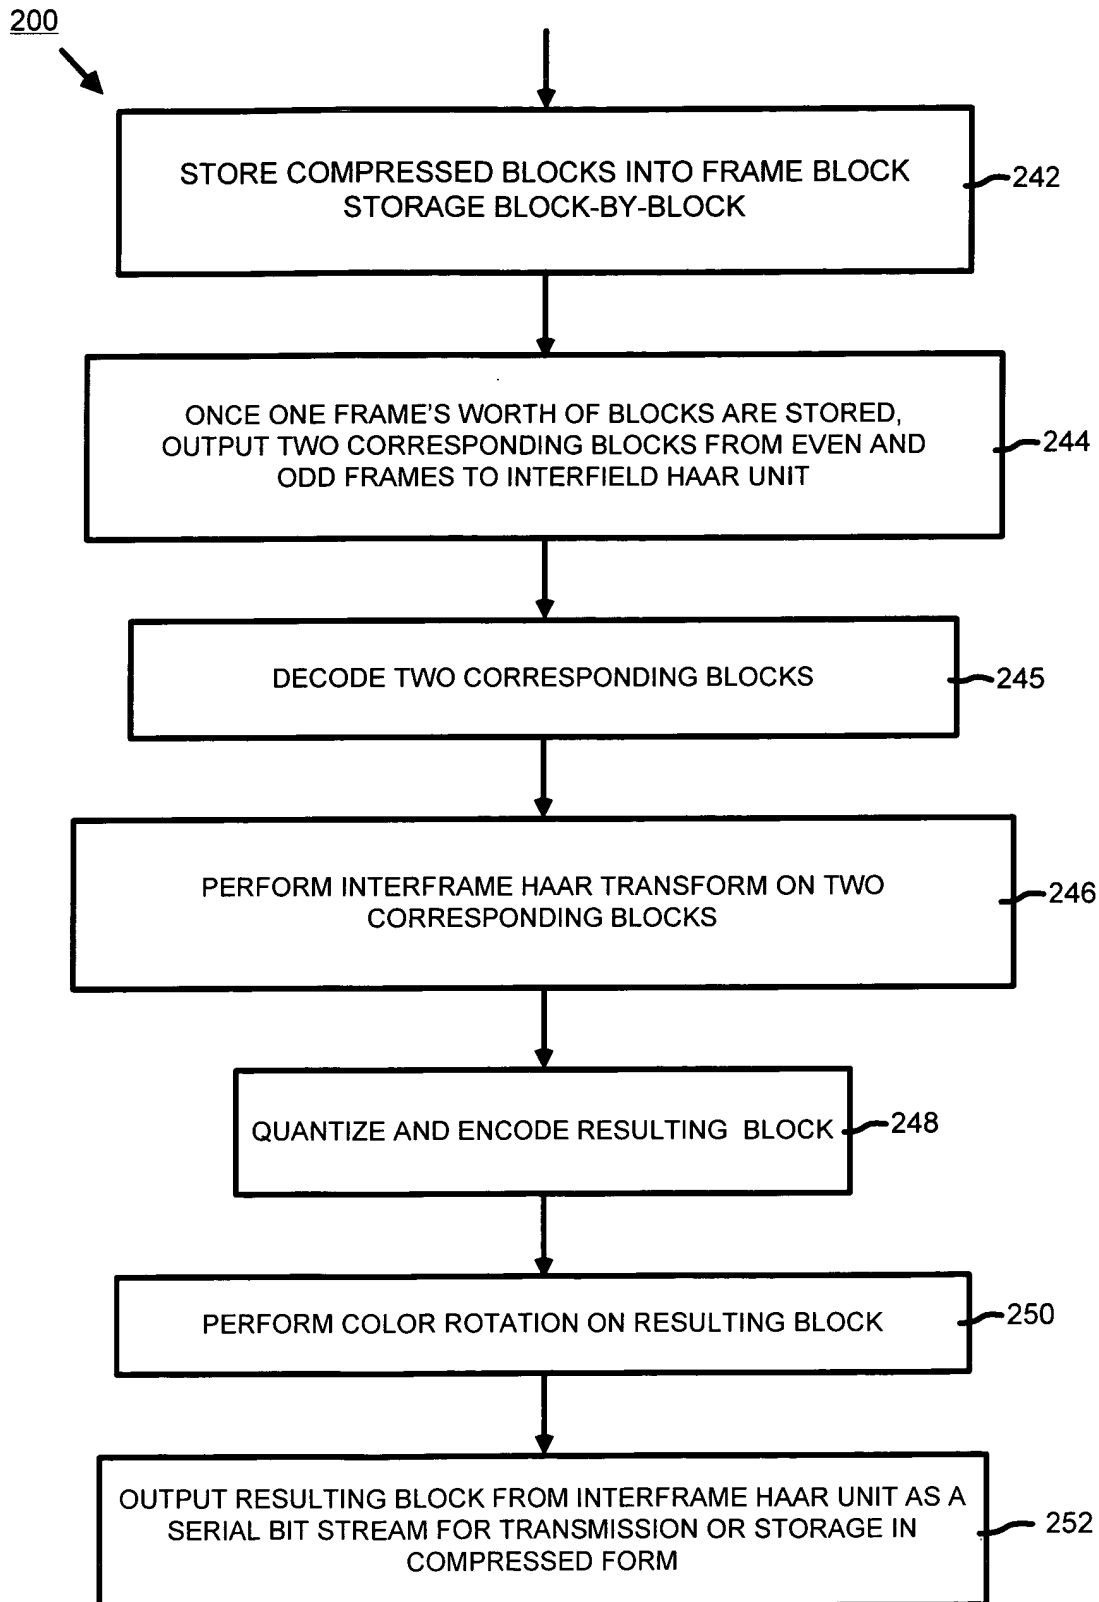 200
STORE COMPRESSED BLOCKS INTO FRAME BLOCK
STORAGE BLOCK-BY-BLOCK
242
ONCE ONE FRAME'S WORTH OF BLOCKS ARE STORED,
OUTPUT TWO CORRESPONDING BLOCKS FROM EVEN AND
ODD FRAMES TO INTERFIELD HAAR UNIT
244
DECODE TWO CORRESPONDING BLOCKS
245
PERFORM INTERFRAME HAAR TRANSFORM ON TWO
CORRESPONDING BLOCKS
246
QUANTIZE AND ENCODE RESULTING BLOCK
248
PERFORM COLOR ROTATION ON RESULTING BLOCK
250
OUTPUT RESULTING BLOCK FROM INTERFRAME HAAR UNIT AS A
SERIAL BIT STREAM FOR TRANSMISSION OR STORAGE IN
COMPRESSED FORM
252